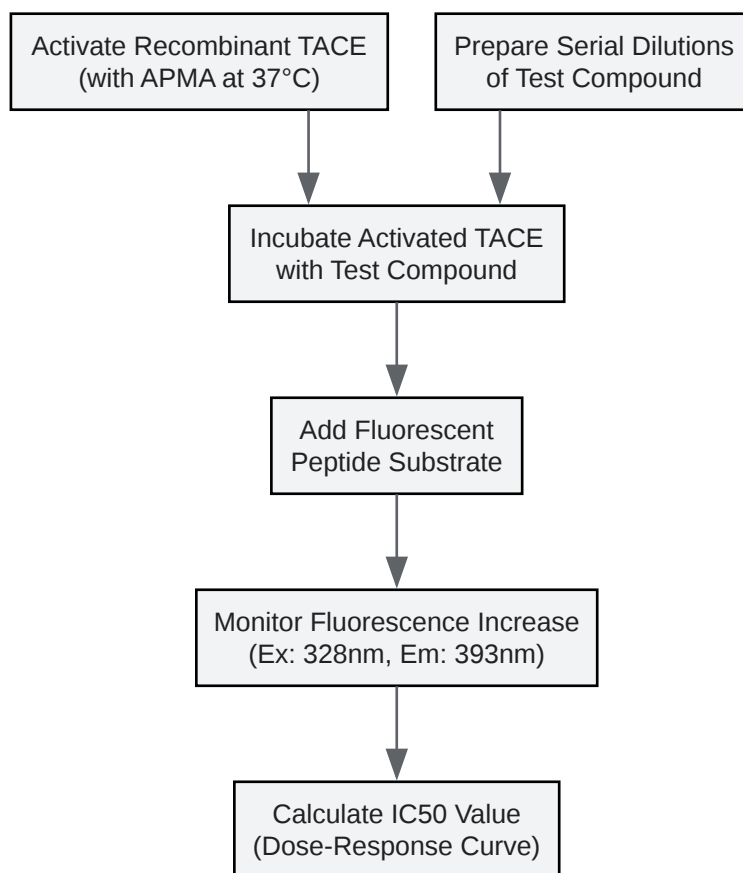 Activate Recombinant TACE
(with APMA at 37°C)
Prepare Serial Dilutions
of Test Compound
Incubate Activated TACE
with Test Compound
Add Fluorescent
Peptide Substrate
Monitor Fluorescence Increase
(Ex: 328nm, Em: 393nm)
Calculate IC50 Value
(Dose-Response Curve)